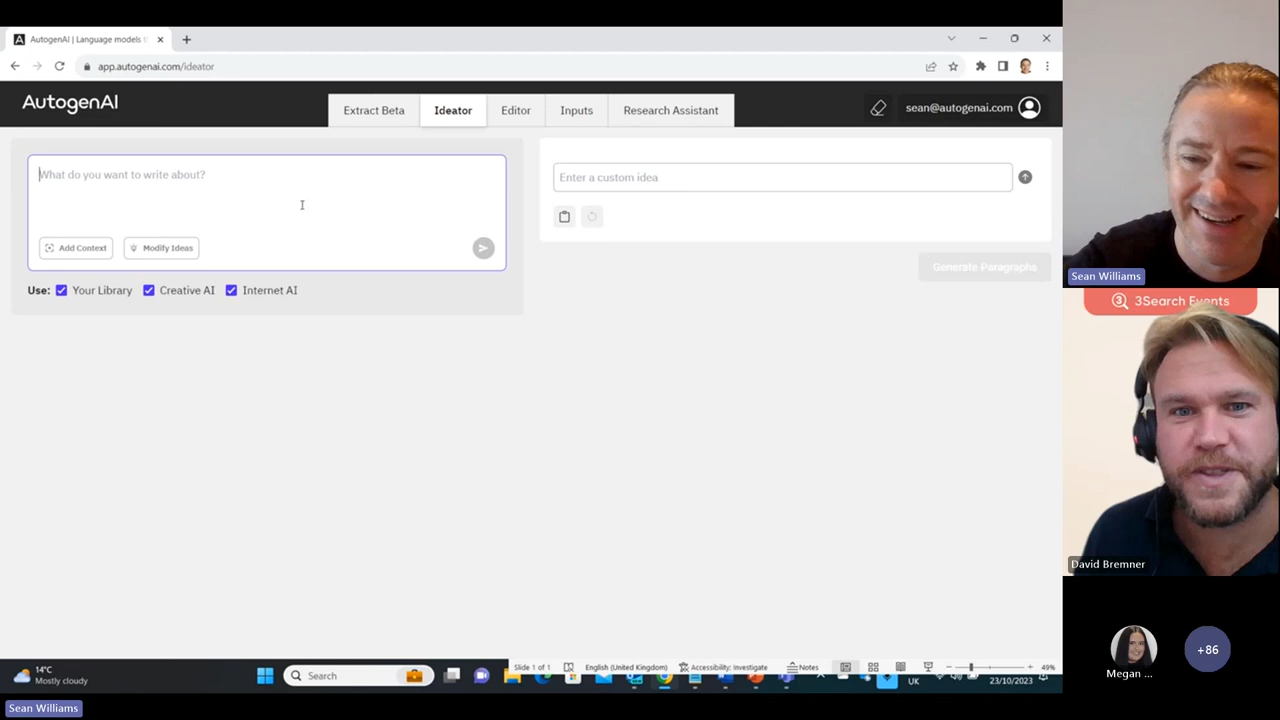 AutogenAI | Language models t
app.autogenai.com/ideator
AutogenAI
Extract Beta
Ideator
Editor
Inputs
Research Assistant
sean@autogenai.com
What do you want to write about?
Add Context
Modify Ideas
Use:
Your Library
Creative AI
Internet AI
Enter a custom idea
Generate Paragraphs
Sean Williams
3Search Events
David Bremner
Megan ...
+86
14°C
Mostly cloudy
Search
Slide 1 of 1
English (United Kingdom)
Accessibility: Investigate
Notes
49%
UK
23/10/2023
Sean Williams